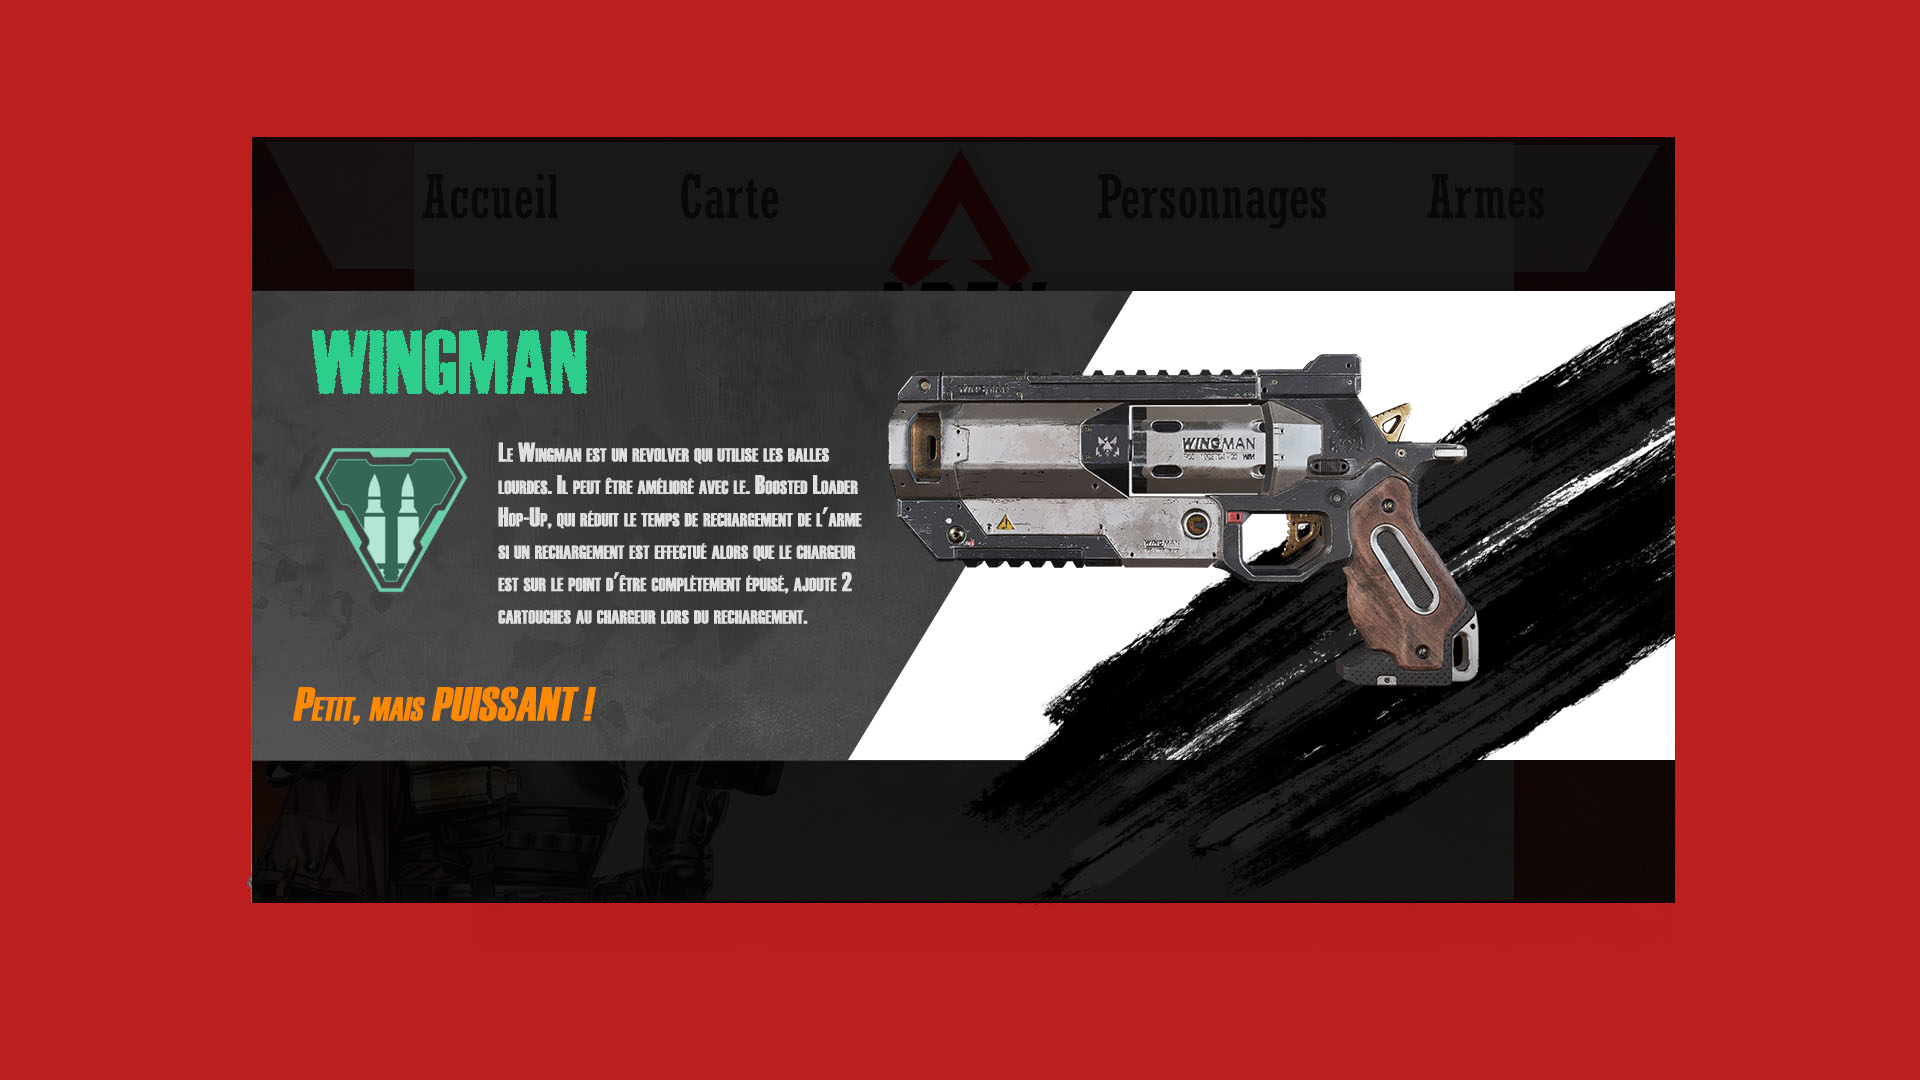 Accueil Carte Personnages Armes
APEX
WINGMAN
Le Wingman est un revolver qui utilise les balles
lourdes. Il peut être amélioré avec le. Boosted Loader
Hop-Up, qui réduit le temps de rechargement de l'arme
si un rechargement est effectué alors que le chargeur
est sur le point d'être complètement épuisé, ajoute 2
cartouches au chargeur lors du rechargement.
Petit, mais PUISSANT !
WINGMAN
WINGMAN
WINGMAN